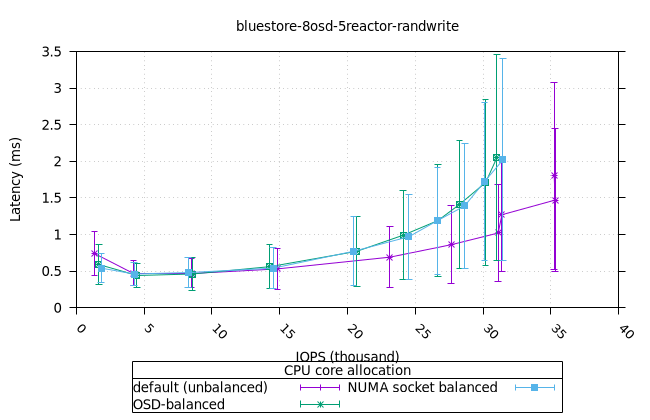 bluestore-8osd-5reactor-randwrite
3.5
3
2.5
2
1.5
1
0.5
0
Latency (ms)
0 5 10 15 20 25 30 35 40
IOPS (thousand)
CPU core allocation
default (unbalanced) NUMA socket balanced
OSD-balanced